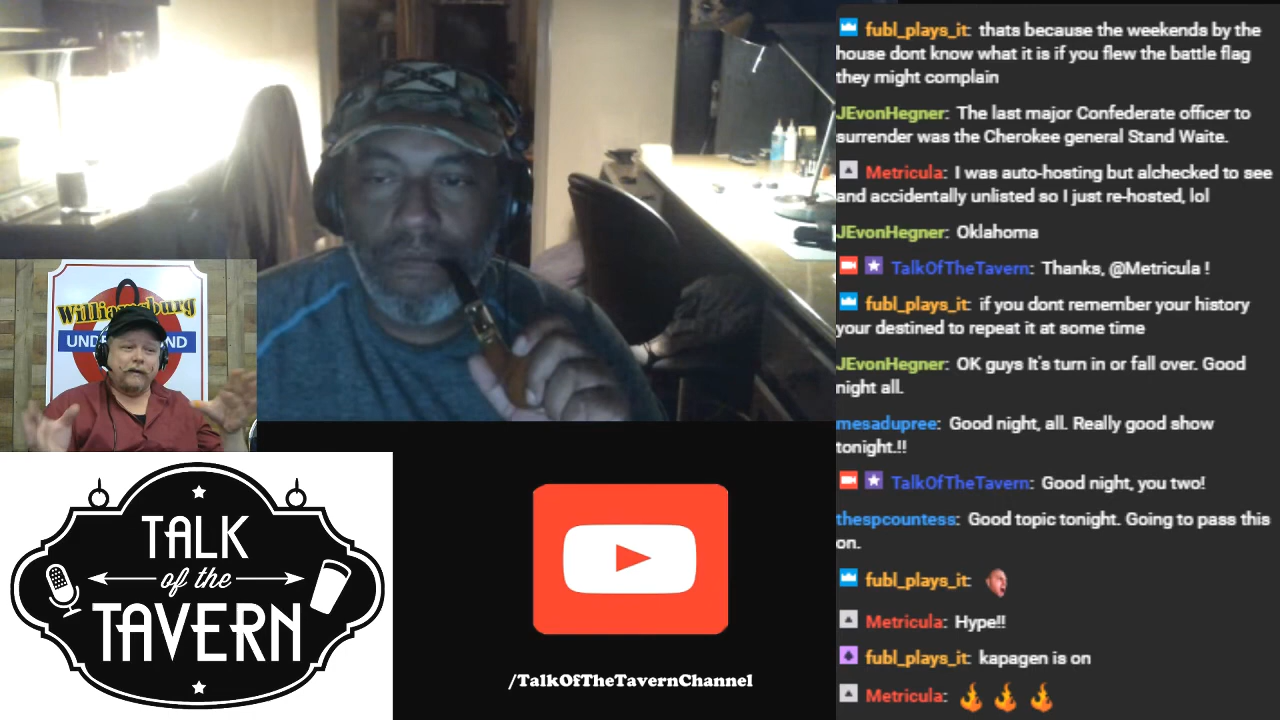 fubl_plays_it: thats because the weekends by the
house dont know what it is if you flew the battle flag
they might complain
JEvonHegner: The last major Confederate officer to
surrender was the Cherokee general Stand Waite.
Metricula: I was auto-hosting but alchecked to see
and accidentally unlisted so I just re-hosted, lol
JEvonHegner: Oklahoma
TalkOfTheTavern: Thanks, @Metricula !
fubl_plays_it: if you dont remember your history
your destined to repeat it at some time
JEvonHegner: OK guys It's turn in or fall over. Good
night all.
mesadupree: Good night, all. Really good show
tonight.!!
TalkOfTheTavern: Good night, you two!
thespcountess: Good topic tonight. Going to pass this
on.
fubl_plays_it:
Metricula: Hype!!
fubl_plays_it: kapagen is on
Metricula:
TALK
of the
TAVERN
/TalkOfTheTavernChannel